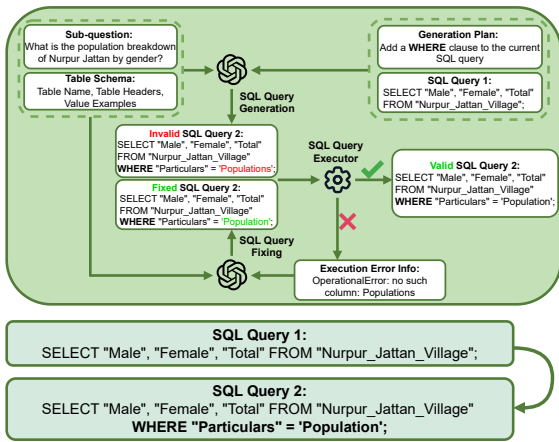 Sub-question:
What is the population breakdown
of Nurpur Jattan by gender?
Table Schema:
Table Name, Table Headers,
Value Examples
SQL Query
Generation
Generation Plan:
Add a WHERE clause to the current
SQL query
SQL Query 1:
SELECT "Male", "Female", "Total"
FROM "Nurpur_Jattan_Village";
Invalid SQL Query 2:
SELECT "Male", "Female", "Total"
FROM "Nurpur_Jattan_Village"
WHERE "Particulars" = 'Populations';
Fixed SQL Query 2:
SELECT "Male", "Female", "Total"
FROM "Nurpur_Jattan_Village"
WHERE "Particulars" = 'Population';
SQL Query
Executor
Valid SQL Query 2:
SELECT "Male", "Female", "Total"
FROM "Nurpur_Jattan_Village"
WHERE "Particulars" = 'Population';
SQL Query
Fixing
Execution Error Info:
OperationalError: no such
column: Populations
SQL Query 1:
SELECT "Male", "Female", "Total" FROM "Nurpur_Jattan_Village";
SQL Query 2:
SELECT "Male", "Female", "Total" FROM "Nurpur_Jattan_Village"
WHERE "Particulars" = 'Population';